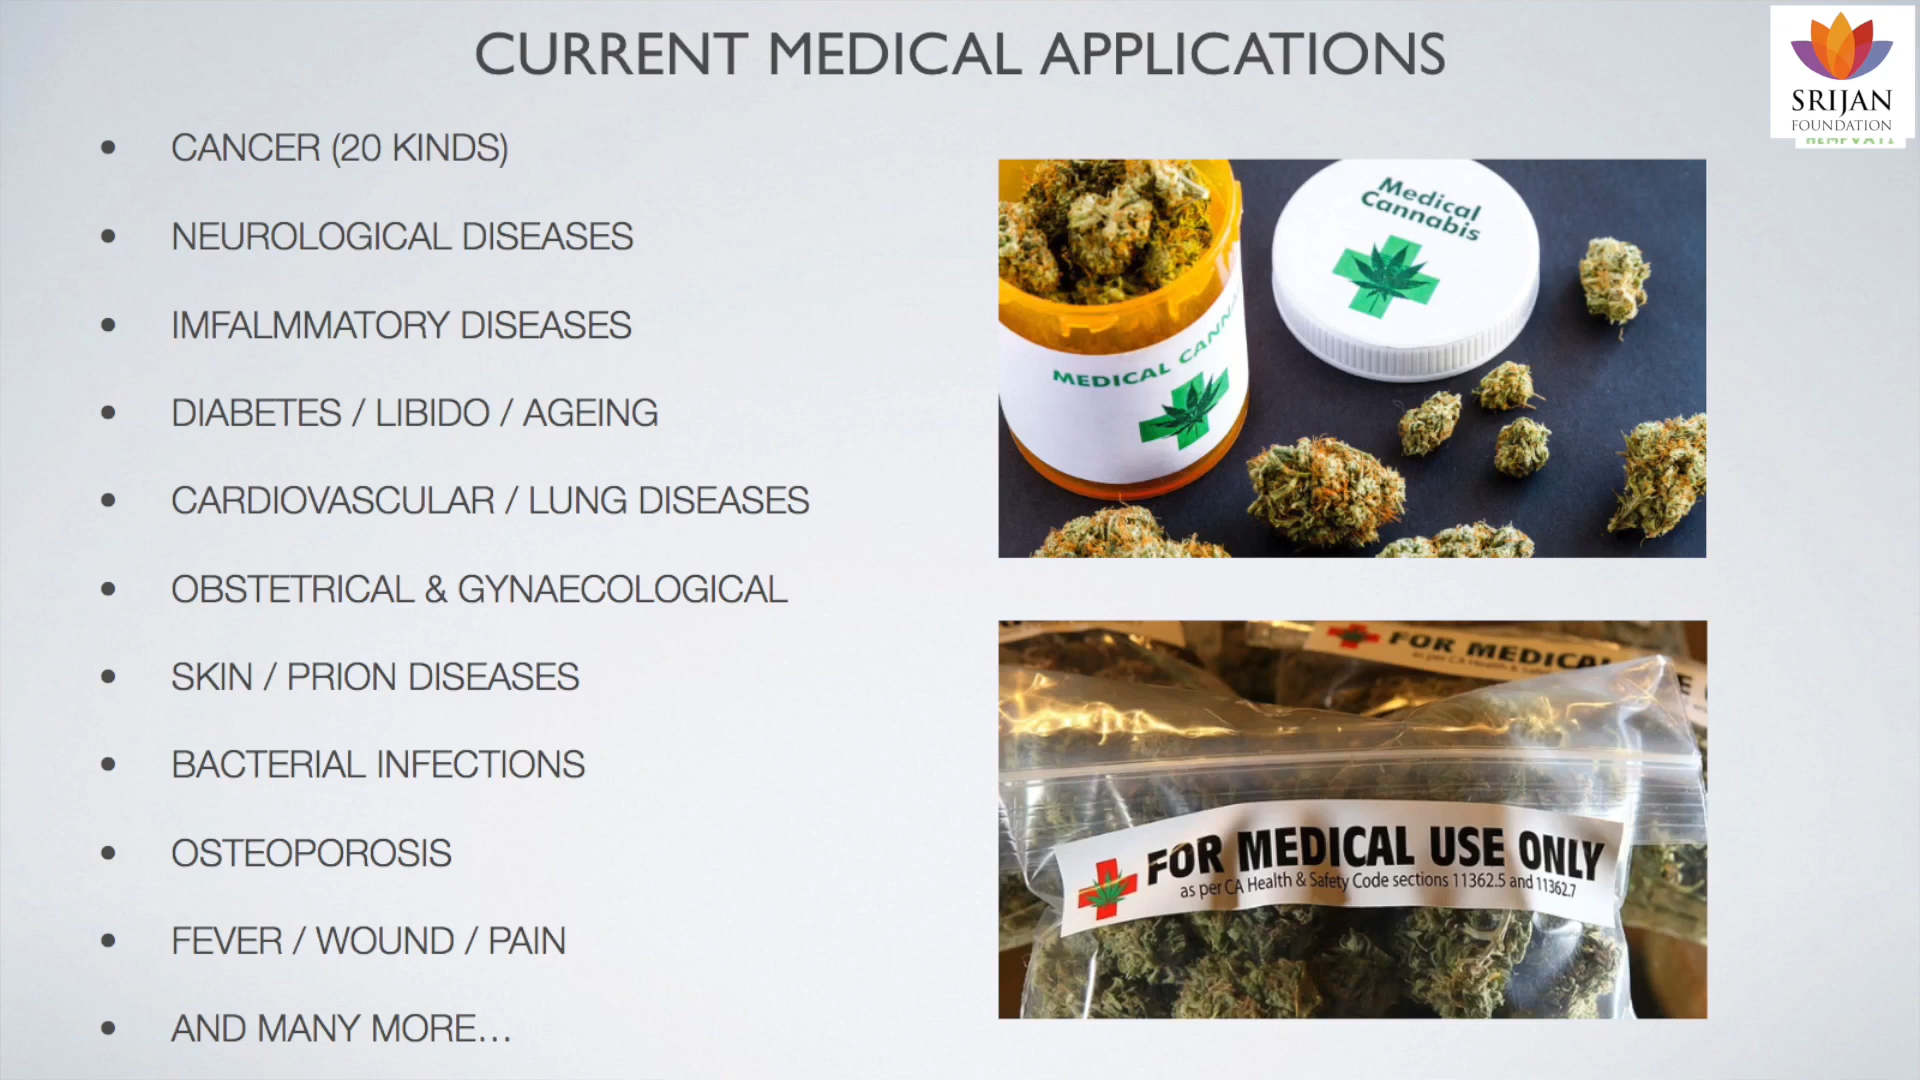 CURRENT MEDICAL APPLICATIONS
SRIJAN
FOUNDATION
HEMPVATI
• CANCER (20 KINDS)
• NEUROLOGICAL DISEASES
• IMFALMMATORY DISEASES
• DIABETES / LIBIDO / AGEING
• CARDIOVASCULAR / LUNG DISEASES
• OBSTETRICAL & GYNAECOLOGICAL
• SKIN / PRION DISEASES
• BACTERIAL INFECTIONS
• OSTEOPOROSIS
• FEVER / WOUND / PAIN
• AND MANY MORE...
Medical
Cannabis
MEDICAL CANN
FOR MEDICAL
FOR MEDICAL USE ONLY
as per CA Health & Safety Code sections 11362.5 and 11362.7